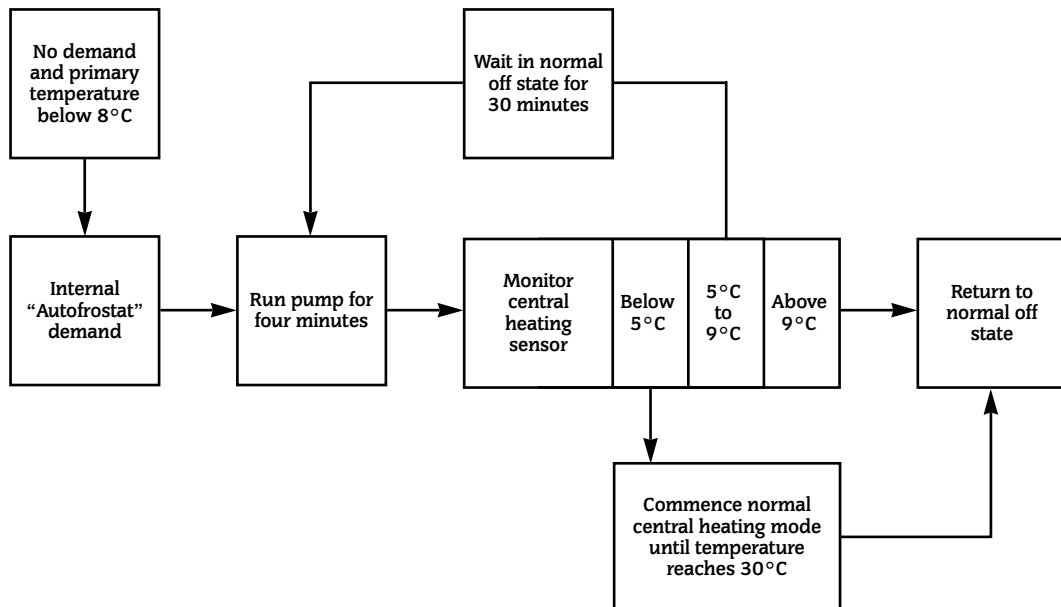 No demand
and primary
temperature
below 8°C
Wait in normal
off state for
30 minutes
Internal
“Autofrostat”
demand
Run pump for
four minutes
Monitor
central
heating
sensor
Below
5°C
5°C
to
9°C
Above
9°C
Return to
normal off
state
Commence normal
central heating mode
until temperature
reaches 30°C